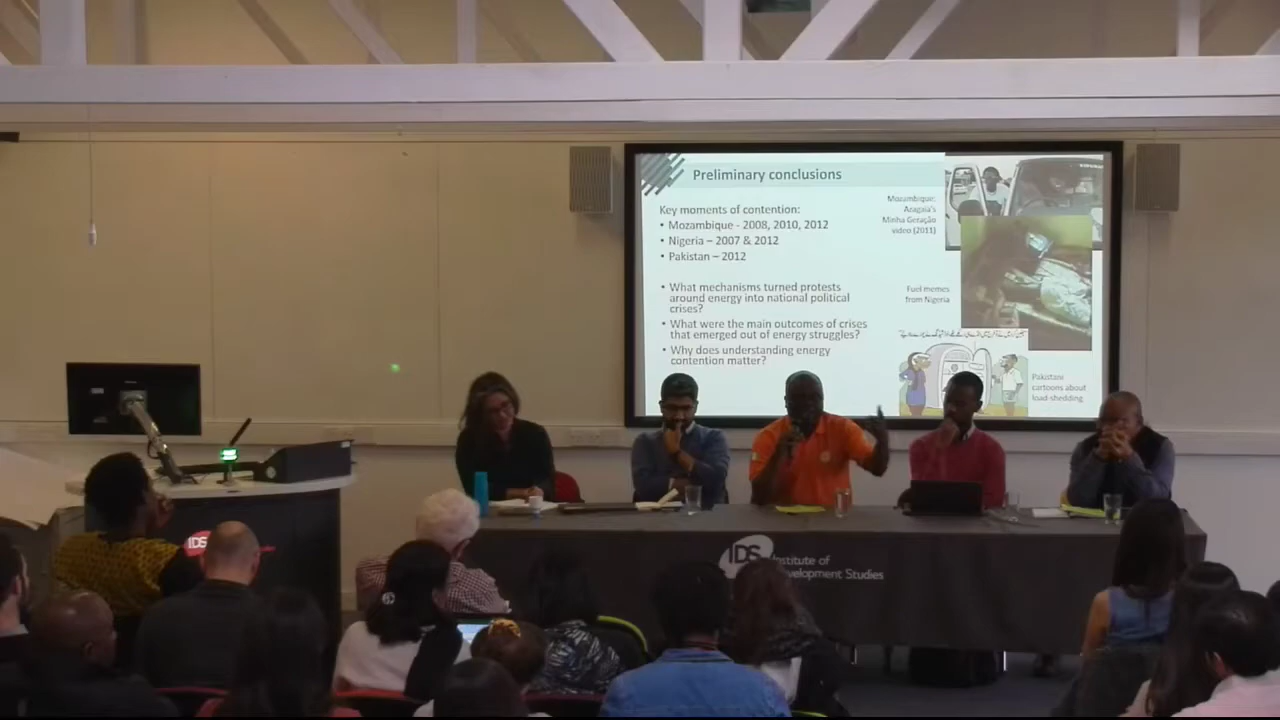 Preliminary conclusions
Key moments of contention:
• Mozambique - 2008, 2010, 2012
• Nigeria – 2007 & 2012
• Pakistan – 2012
• What mechanisms turned protests
around energy into national political
crises?
• What were the main outcomes of crises
that emerged out of energy struggles?
• Why does understanding energy
contention matter?
Mozambique:
Azagaia's
Minha Geração
video (2011)
Fuel memes
from Nigeria
Pakistani
cartoons about
load-shedding
IDS
IDS Institute of
Development Studies